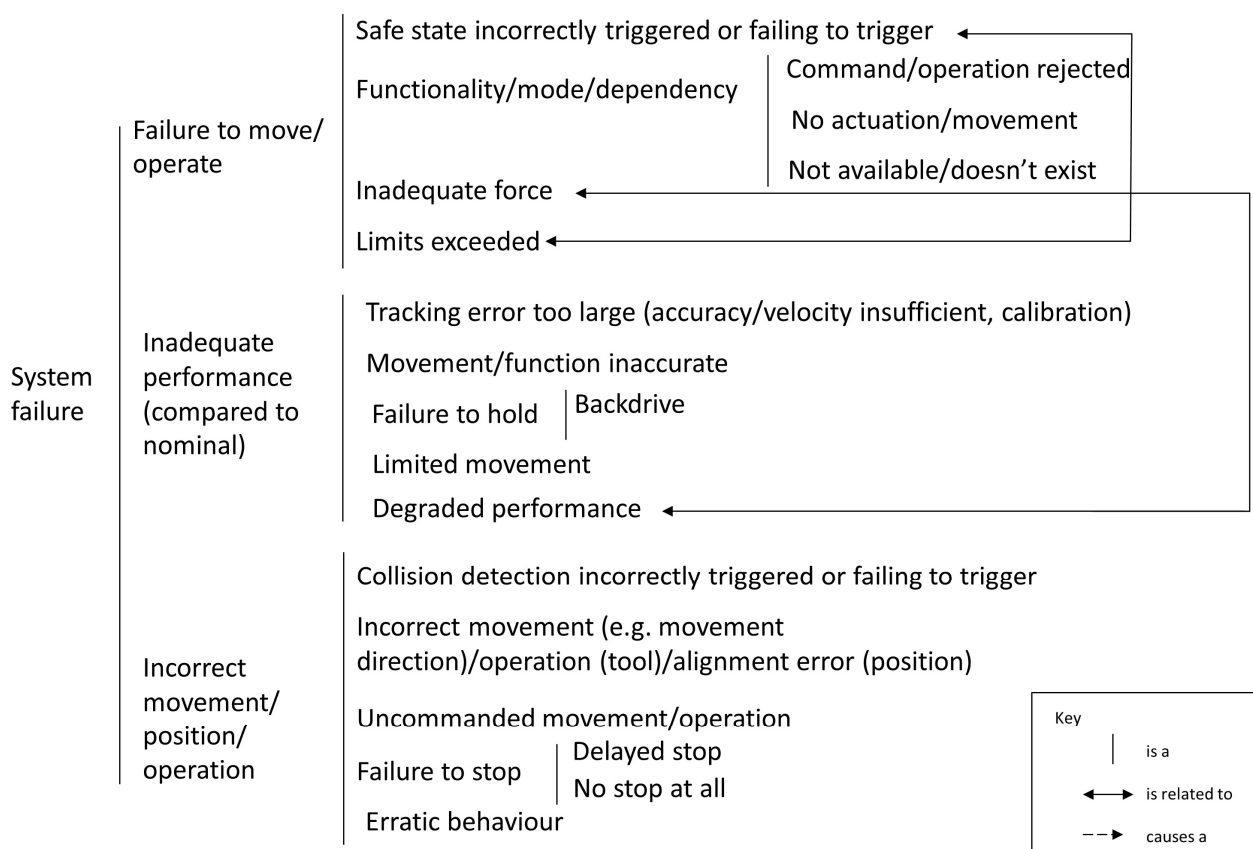 Safe state incorrectly triggered or failing to trigger
Functionality/mode/dependency
Command/operation rejected
No actuation/movement
Not available/doesn’t exist
Failure to move/
operate
Inadequate force
Limits exceeded
System
failure
Inadequate
performance
(compared to
nominal)
Tracking error too large (accuracy/velocity insufficient, calibration)
Movement/function inaccurate
Failure to hold
Backdrive
Limited movement
Degraded performance
Incorrect
movement/
position/
operation
Collision detection incorrectly triggered or failing to trigger
Incorrect movement (e.g. movement
direction)/operation (tool)/alignment error (position)
Uncommanded movement/operation
Failure to stop
Delayed stop
No stop at all
Erratic behaviour
Key
is a
is related to
causes a